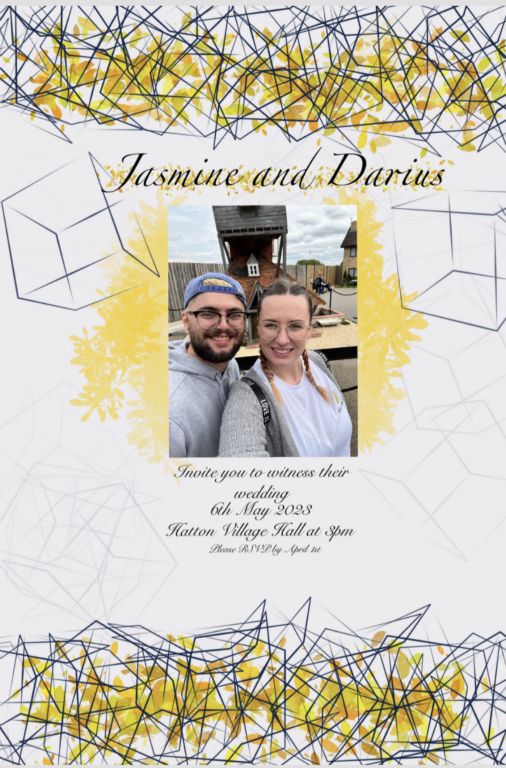 Jasmine and Darius
LOVE
Invite you to witness their
wedding
6th May 2023
Hatton Village Hall at 3pm
Please RSVP by April 1st